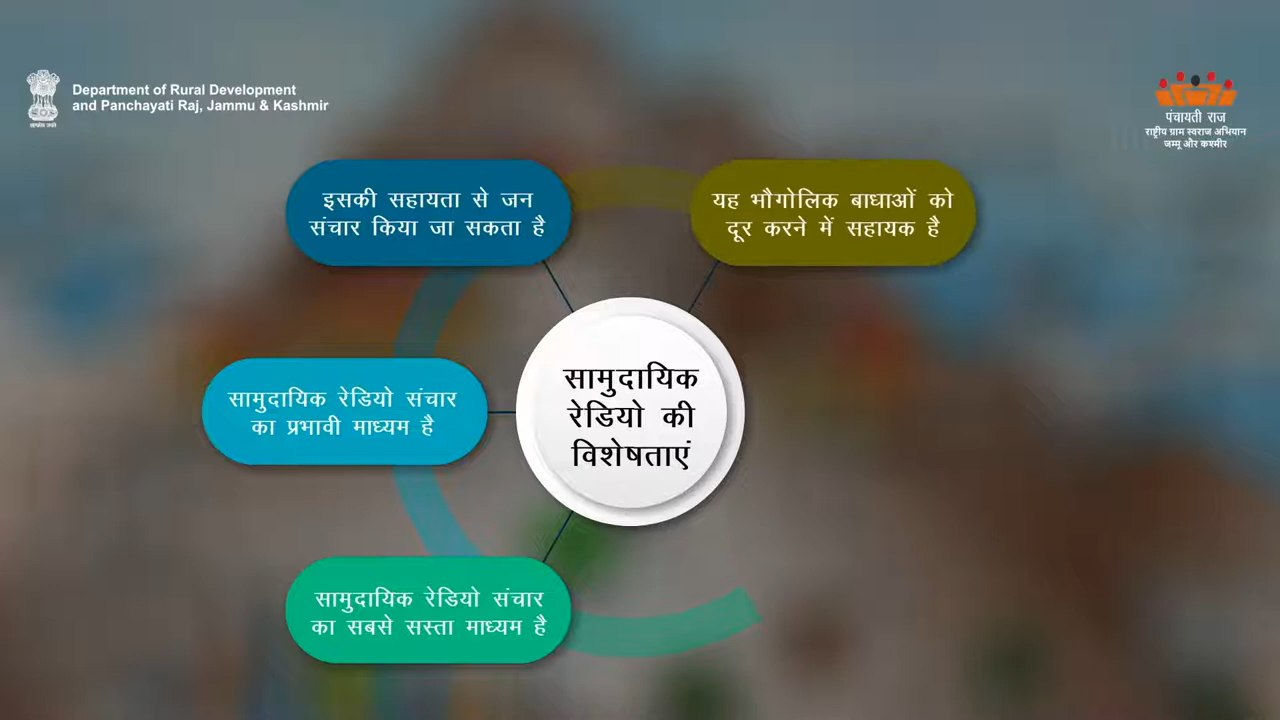 Department of Rural Development
and Panchayati Raj, Jammu & Kashmir
पंचायती राज
राष्ट्रीय ग्राम स्वराज अभियान
जम्मू और कश्मीर
इसकी सहायता से जन
संचार किया जा सकता है
यह भौगोलिक बाधाओं को
दूर करने में सहायक है
सामुदायिक रेडियो संचार
का प्रभावी माध्यम है
सामुदायिक
रेडियो की
विशेषताएं
सामुदायिक रेडियो संचार
का सबसे सस्ता माध्यम है